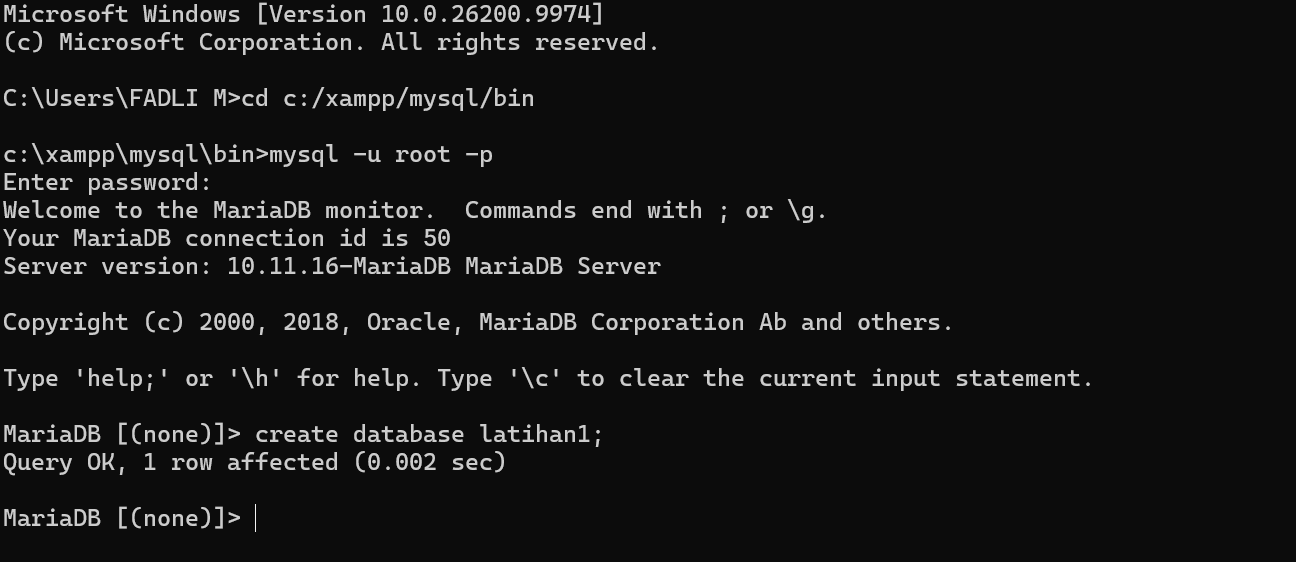 Microsoft Windows [Version 10.0.26200.9974]
(c) Microsoft Corporation. All rights reserved.
C:\Users\FADLI M>cd c:/xampp/mysql/bin
c:\xampp\mysql\bin>mysql -u root -p
Enter password:
Welcome to the MariaDB monitor.  Commands end with ; or \g.
Your MariaDB connection id is 50
Server version: 10.11.16-MariaDB MariaDB Server
Copyright (c) 2000, 2018, Oracle, MariaDB Corporation Ab and others.
Type 'help;' or '\h' for help. Type '\c' to clear the current input statement.
MariaDB [(none)]> create database latihan1;
Query OK, 1 row affected (0.002 sec)
MariaDB [(none)]>